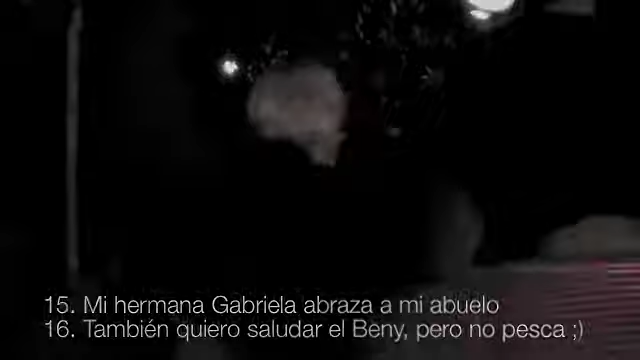 15. Mi hermana Gabriela abraza a mi abuelo
16. También quiero saludar el Beny, pero no pesca ;)